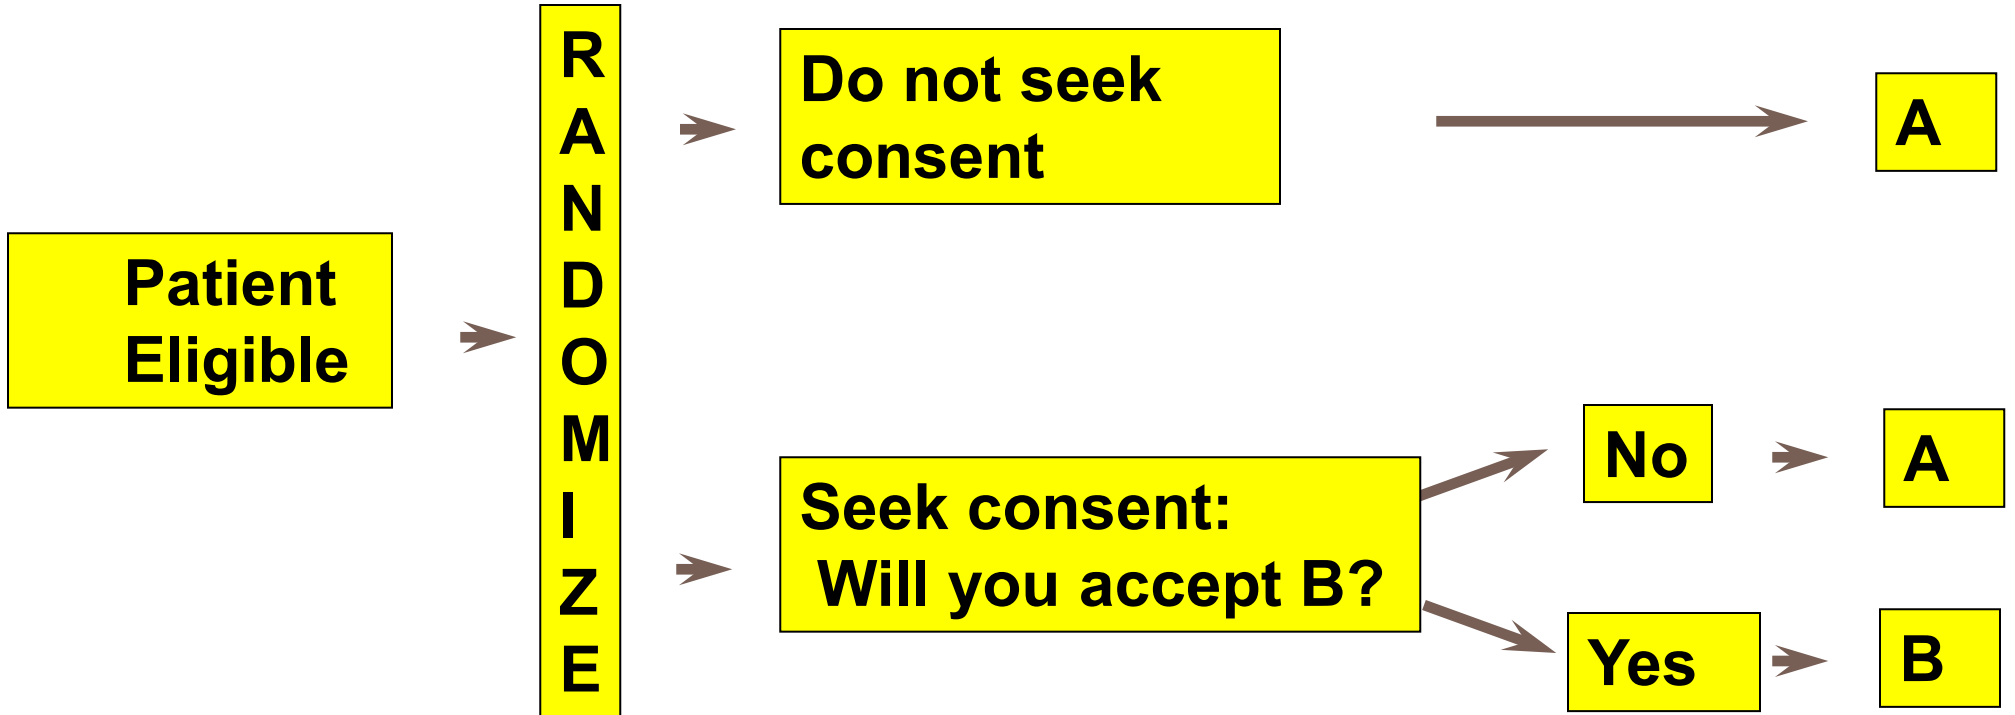 Patient
Eligible
R
A
N
D
O
M
I
Z
E
Do not seek
consent
A
Seek consent:
Will you accept B?
No
A
Yes
B